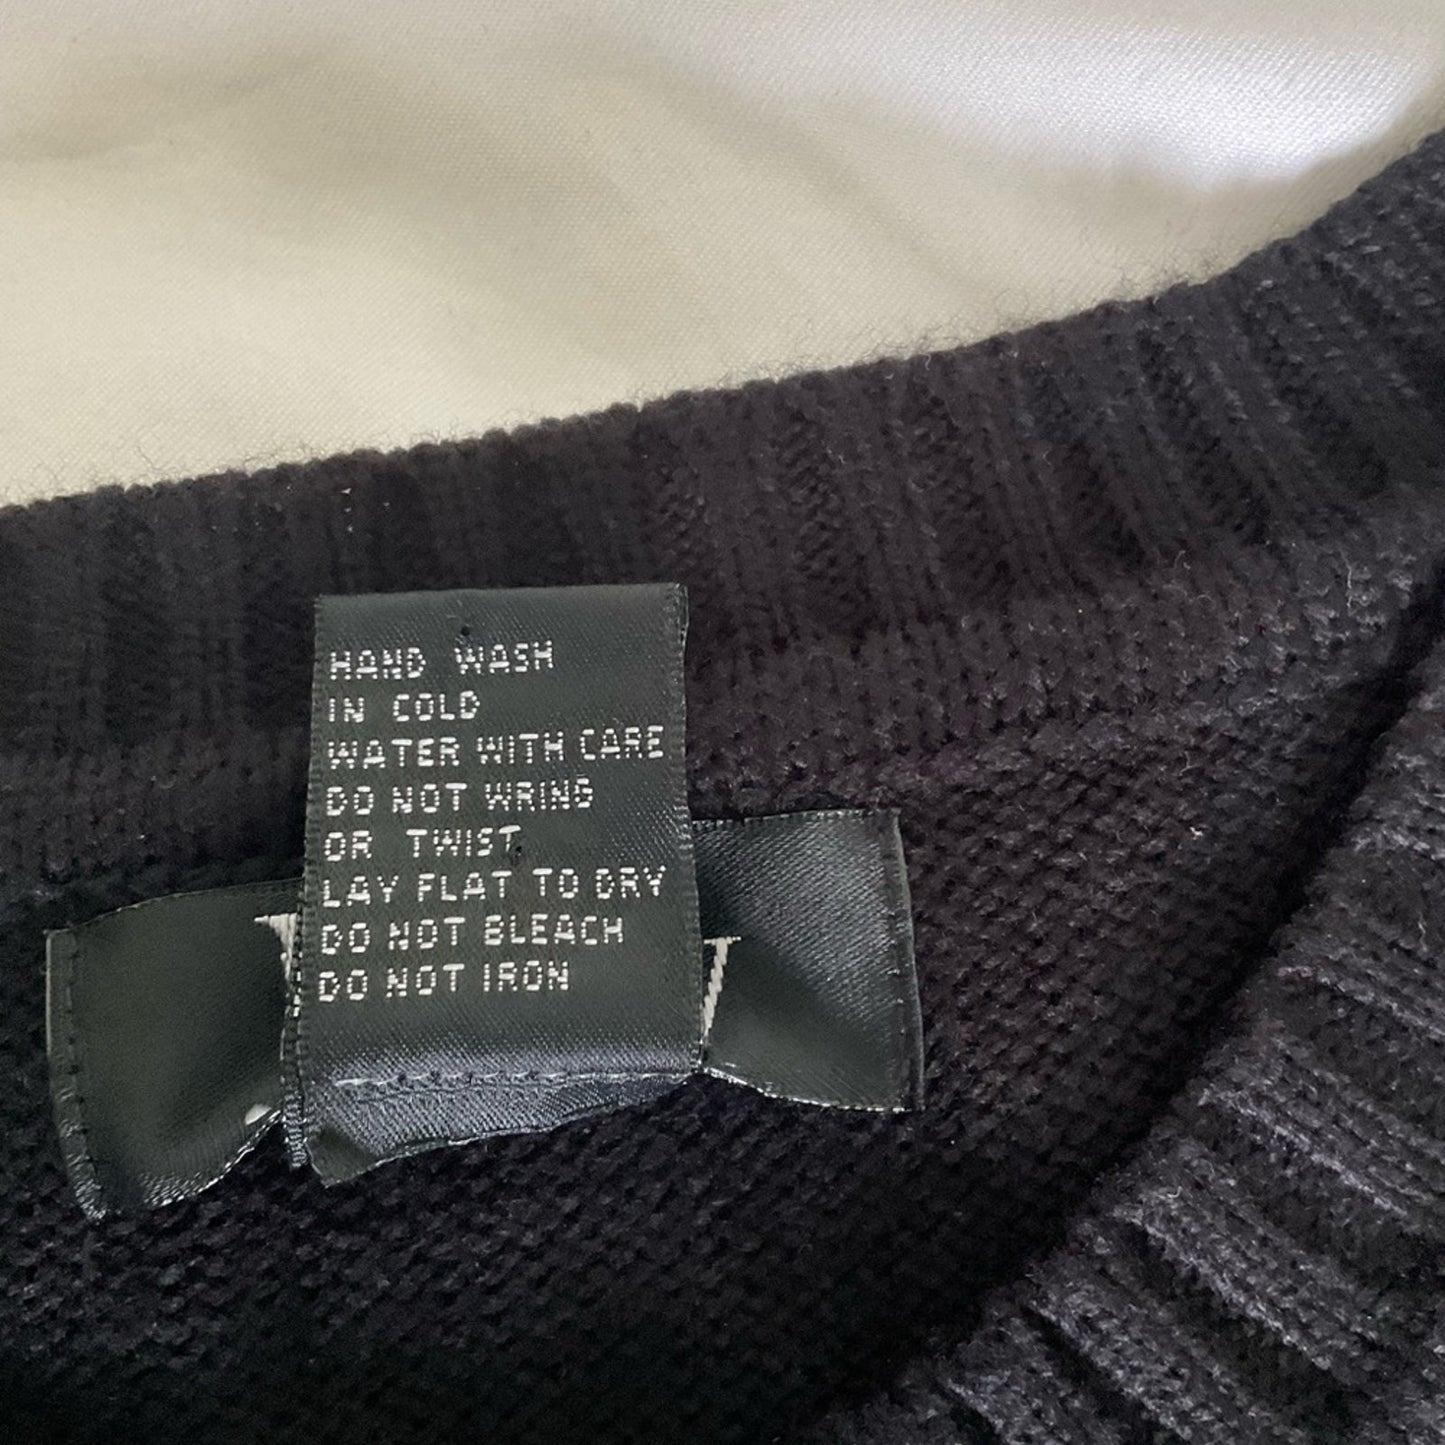 HAND WASH
IN COLD
WATER WITH CARE
DO NOT WRING
OR TWIST
LAY FLAT TO DRY
DO NOT BLEACH
DO NOT IRON